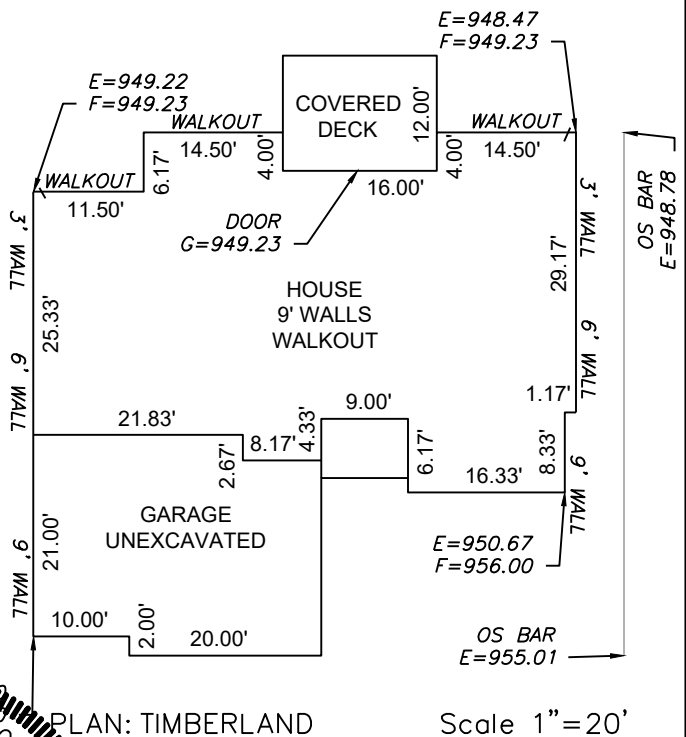 E=948.47
F=949.23
E=949.22
F=949.23
COVERED
DECK
12.00'
WALKOUT
14.50'
4.00'
WALKOUT
14.50'
4.00'
16.00'
6.17'
WALKOUT
11.50'
DOOR
G=949.23
OS BAR
E=948.78
3' WALL
3' WALL
29.17'
25.33'
HOUSE
9' WALLS
WALKOUT
6' WALL
6' WALL
1.17'
9.00'
21.83'
8.17'
4.33'
2.67'
6.17'
16.33'
8.33'
9' WALL
GARAGE
UNEXCAVATED
21.00'
9' WALL
E=950.67
F=956.00
10.00'
2.00'
20.00'
OS BAR
E=955.01
PLAN: TIMBERLAND
Scale 1"=20'